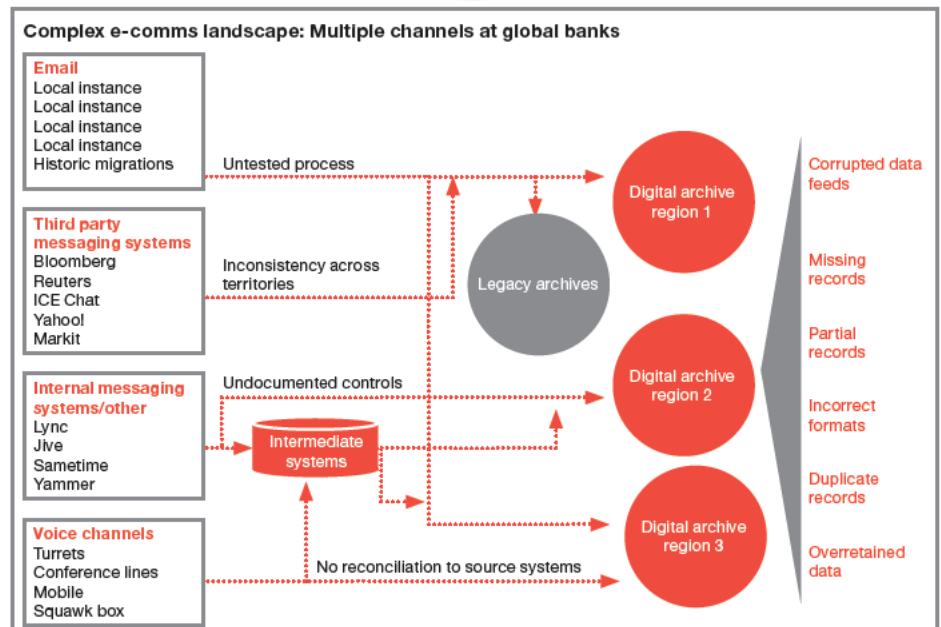 Complex e-comms landscape: Multiple channels at global banks
Email
Local instance
Local instance
Local instance
Local instance
Historic migrations
Third party
messaging systems
Bloomberg
Reuters
ICE Chat
Yahoo!
Markit
Internal messaging
systems/other
Lync
Jive
Sametime
Yammer
Voice channels
Turrets
Conference lines
Mobile
Squawk box
Untested process
Inconsistency across
territories
Undocumented controls
Intermediate
systems
No reconciliation to source systems
Legacy archives
Digital archive
region 1
Digital archive
region 2
Digital archive
region 3
Corrupted data
feeds
Missing
records
Partial
records
Incorrect
formats
Duplicate
records
Overretained
data